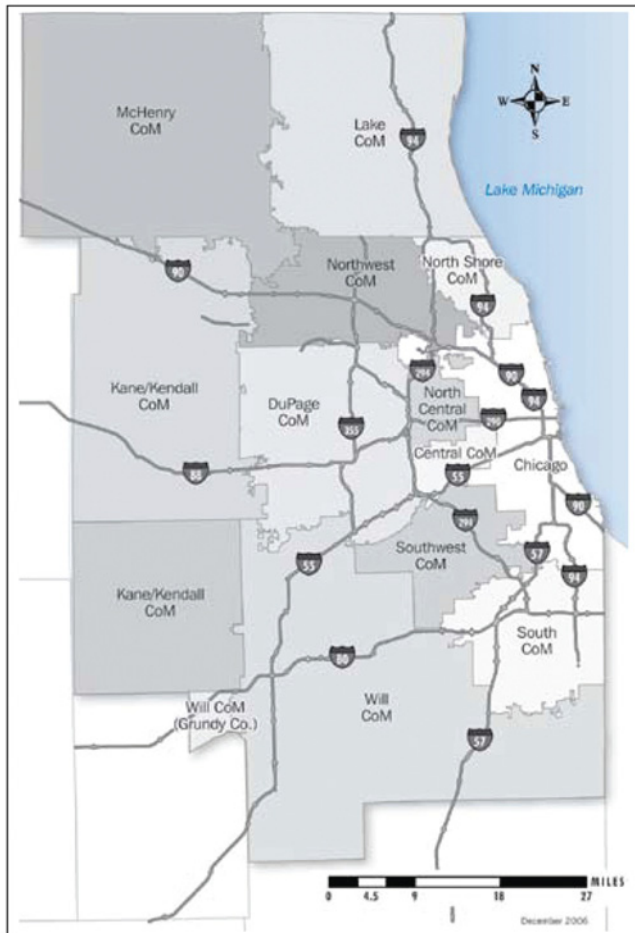 N
W E
S
McHenry
CoM
Lake
CoM
94
Lake Michigan
Northwest
CoM
North Shore
CoM
90
94
Kane/Kendall
CoM
DuPage
CoM
North
Central
CoM
90
94
355
Central CoM
Chicago
88
55
90
Kane/Kendall
CoM
55
Southwest
CoM
57
94
80
South
CoM
Will CoM
(Grundy Co.)
Will
CoM
57
MILES
0 4.5 9 18 27
December 2006